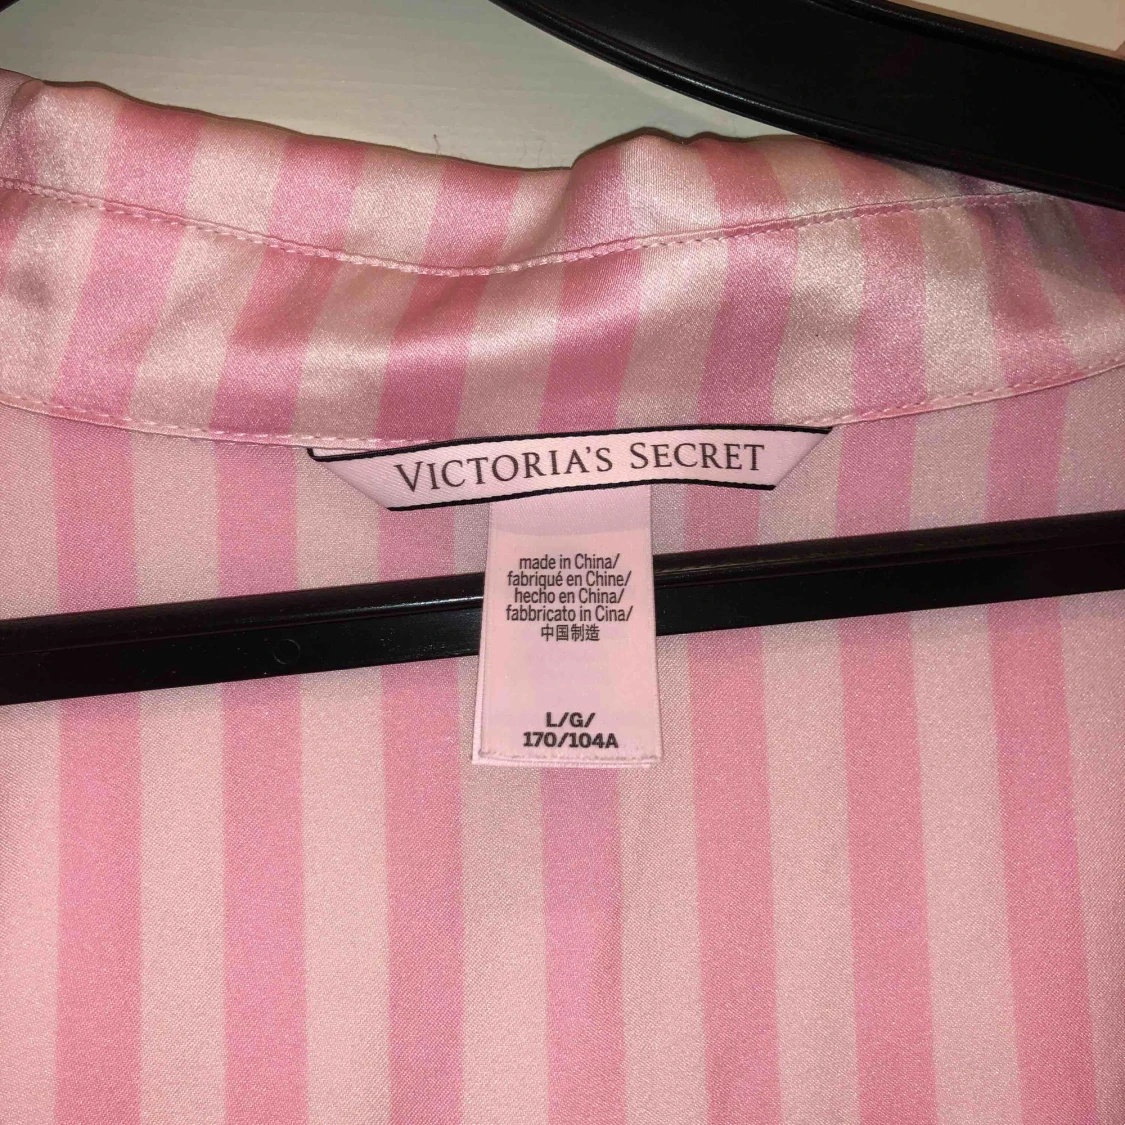 VICTORIA'S SECRET
made in China/
fabriqué en Chine/
hecho en China/
fabbricato in Cina/
中国制造
L/G/
170/104A